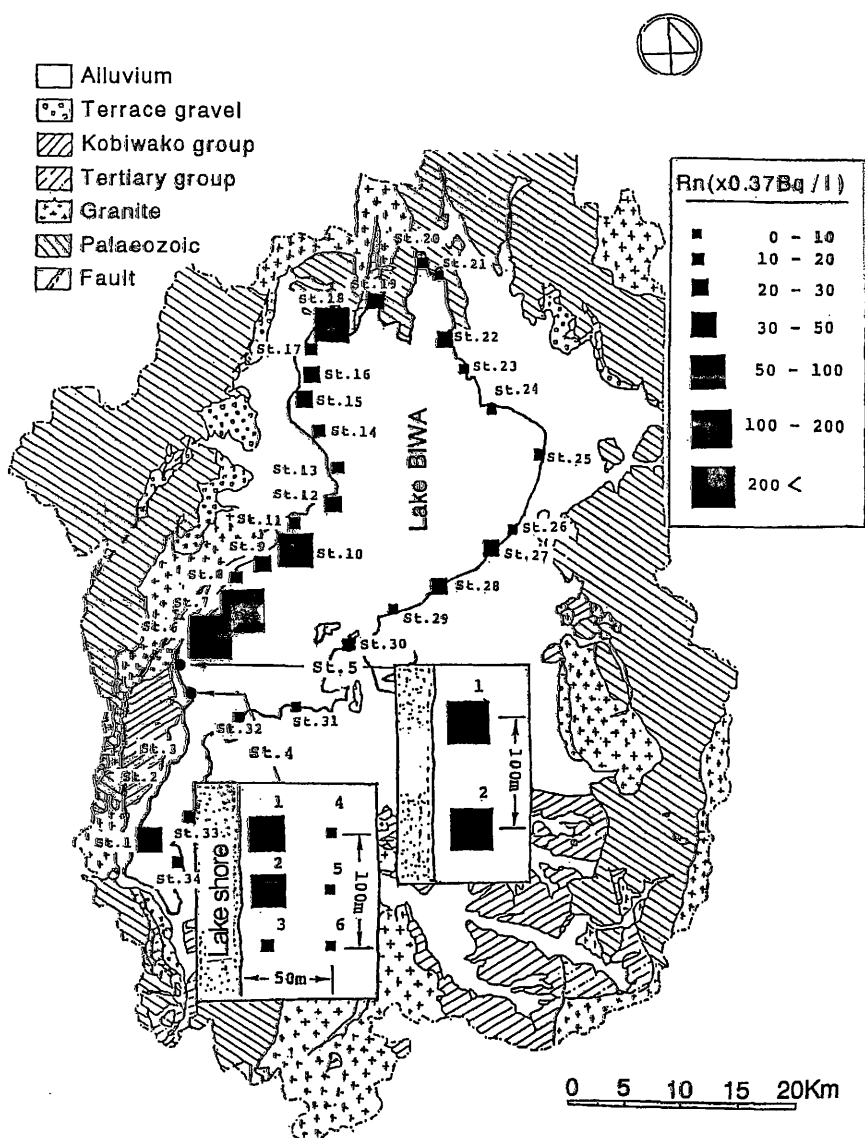 Alluvium
Terrace gravel
Kobiwako group
Tertiary group
Granite
Palaeozoic
Fault
Rn(x0.37Bq/l)
0 - 10
10 - 20
20 - 30
30 - 50
50 - 100
100 - 200
200 <
St.20
St.21
St.19
St.18
St.22
St.17
St.23
St.16
St.24
St.15
St.14
St.25
St.13
St.12
St.26
St.11
St.27
St.10
St.9
St.28
St.8
St.29
St.7
St.6
St.30
St.5
St.31
St.32
St.4
St.3
St.2
St.33
St.1
St.34
Lake BIWA
1
100m
2
1
4
2
5
100m
3
6
50m
Lake shore
0 5 10 15 20Km